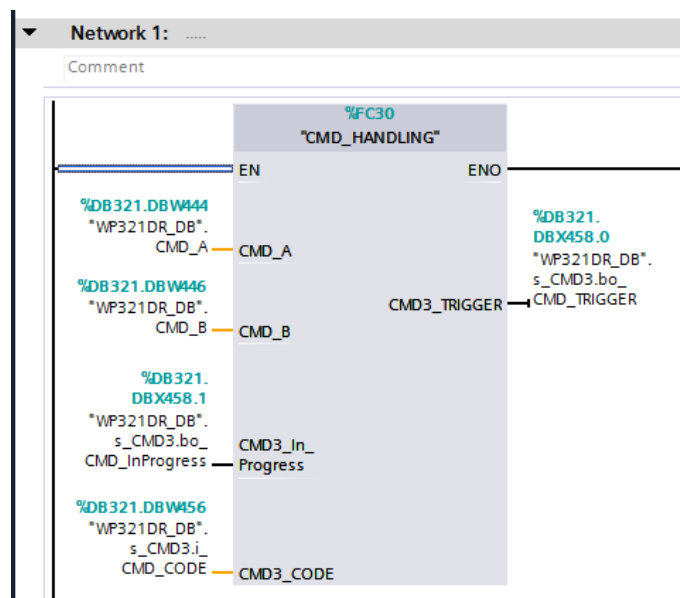 Network 1: .....
Comment
%FC30
"CMD_HANDLING"
EN
ENO
%DB321.DBW444
"WP321DR_DB".
CMD_A
CMD_A
%DB321.DBW446
"WP321DR_DB".
CMD_B
CMD_B
%DB321.
DBX458.1
"WP321DR_DB".
s_CMD3.bo_
CMD_InProgress
CMD3_In_
Progress
%DB321.DBW456
"WP321DR_DB".
s_CMD3.i_
CMD_CODE
CMD3_CODE
CMD3_TRIGGER
%DB321.
DBX458.0
"WP321DR_DB".
s_CMD3.bo_
CMD_TRIGGER